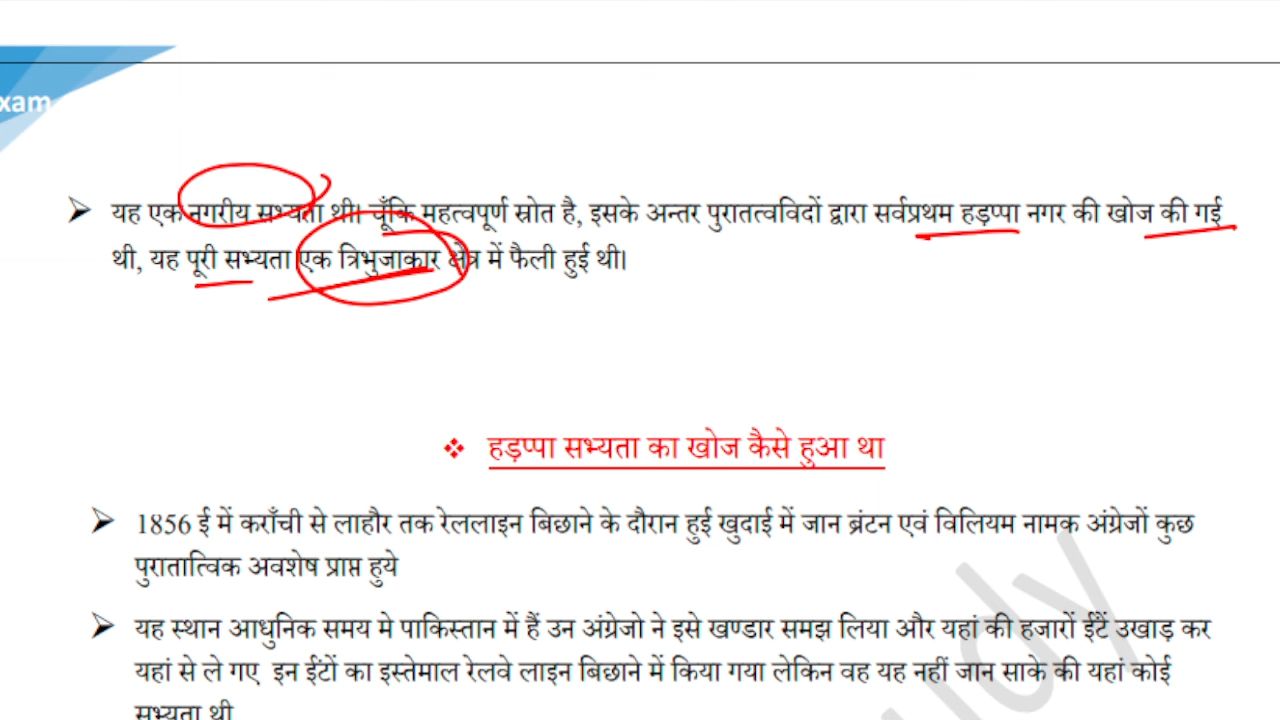 xam
➢ यह एक नगरीय सभ्यता थी। चूँकि महत्वपूर्ण स्रोत है, इसके अन्तर पुरातत्वविदों द्वारा सर्वप्रथम हड़प्पा नगर की खोज की गई
थी, यह पूरी सभ्यता एक त्रिभुजाकार क्षेत्र में फैली हुई थी।
❖ हड़प्पा सभ्यता का खोज कैसे हुआ था
➢ 1856 ई में कराँची से लाहौर तक रेललाइन बिछाने के दौरान हुई खुदाई में जान ब्रंटन एवं विलियम नामक अंग्रेजों कुछ
पुरातात्विक अवशेष प्राप्त हुये
➢ यह स्थान आधुनिक समय मे पाकिस्तान में हैं उन अंग्रेजो ने इसे खण्डार समझ लिया और यहां की हजारों ईंटें उखाड़ कर
यहां से ले गए इन ईंटों का इस्तेमाल रेलवे लाइन बिछाने में किया गया लेकिन वह यह नहीं जान साके की यहां कोई
सभ्यता थी
udy